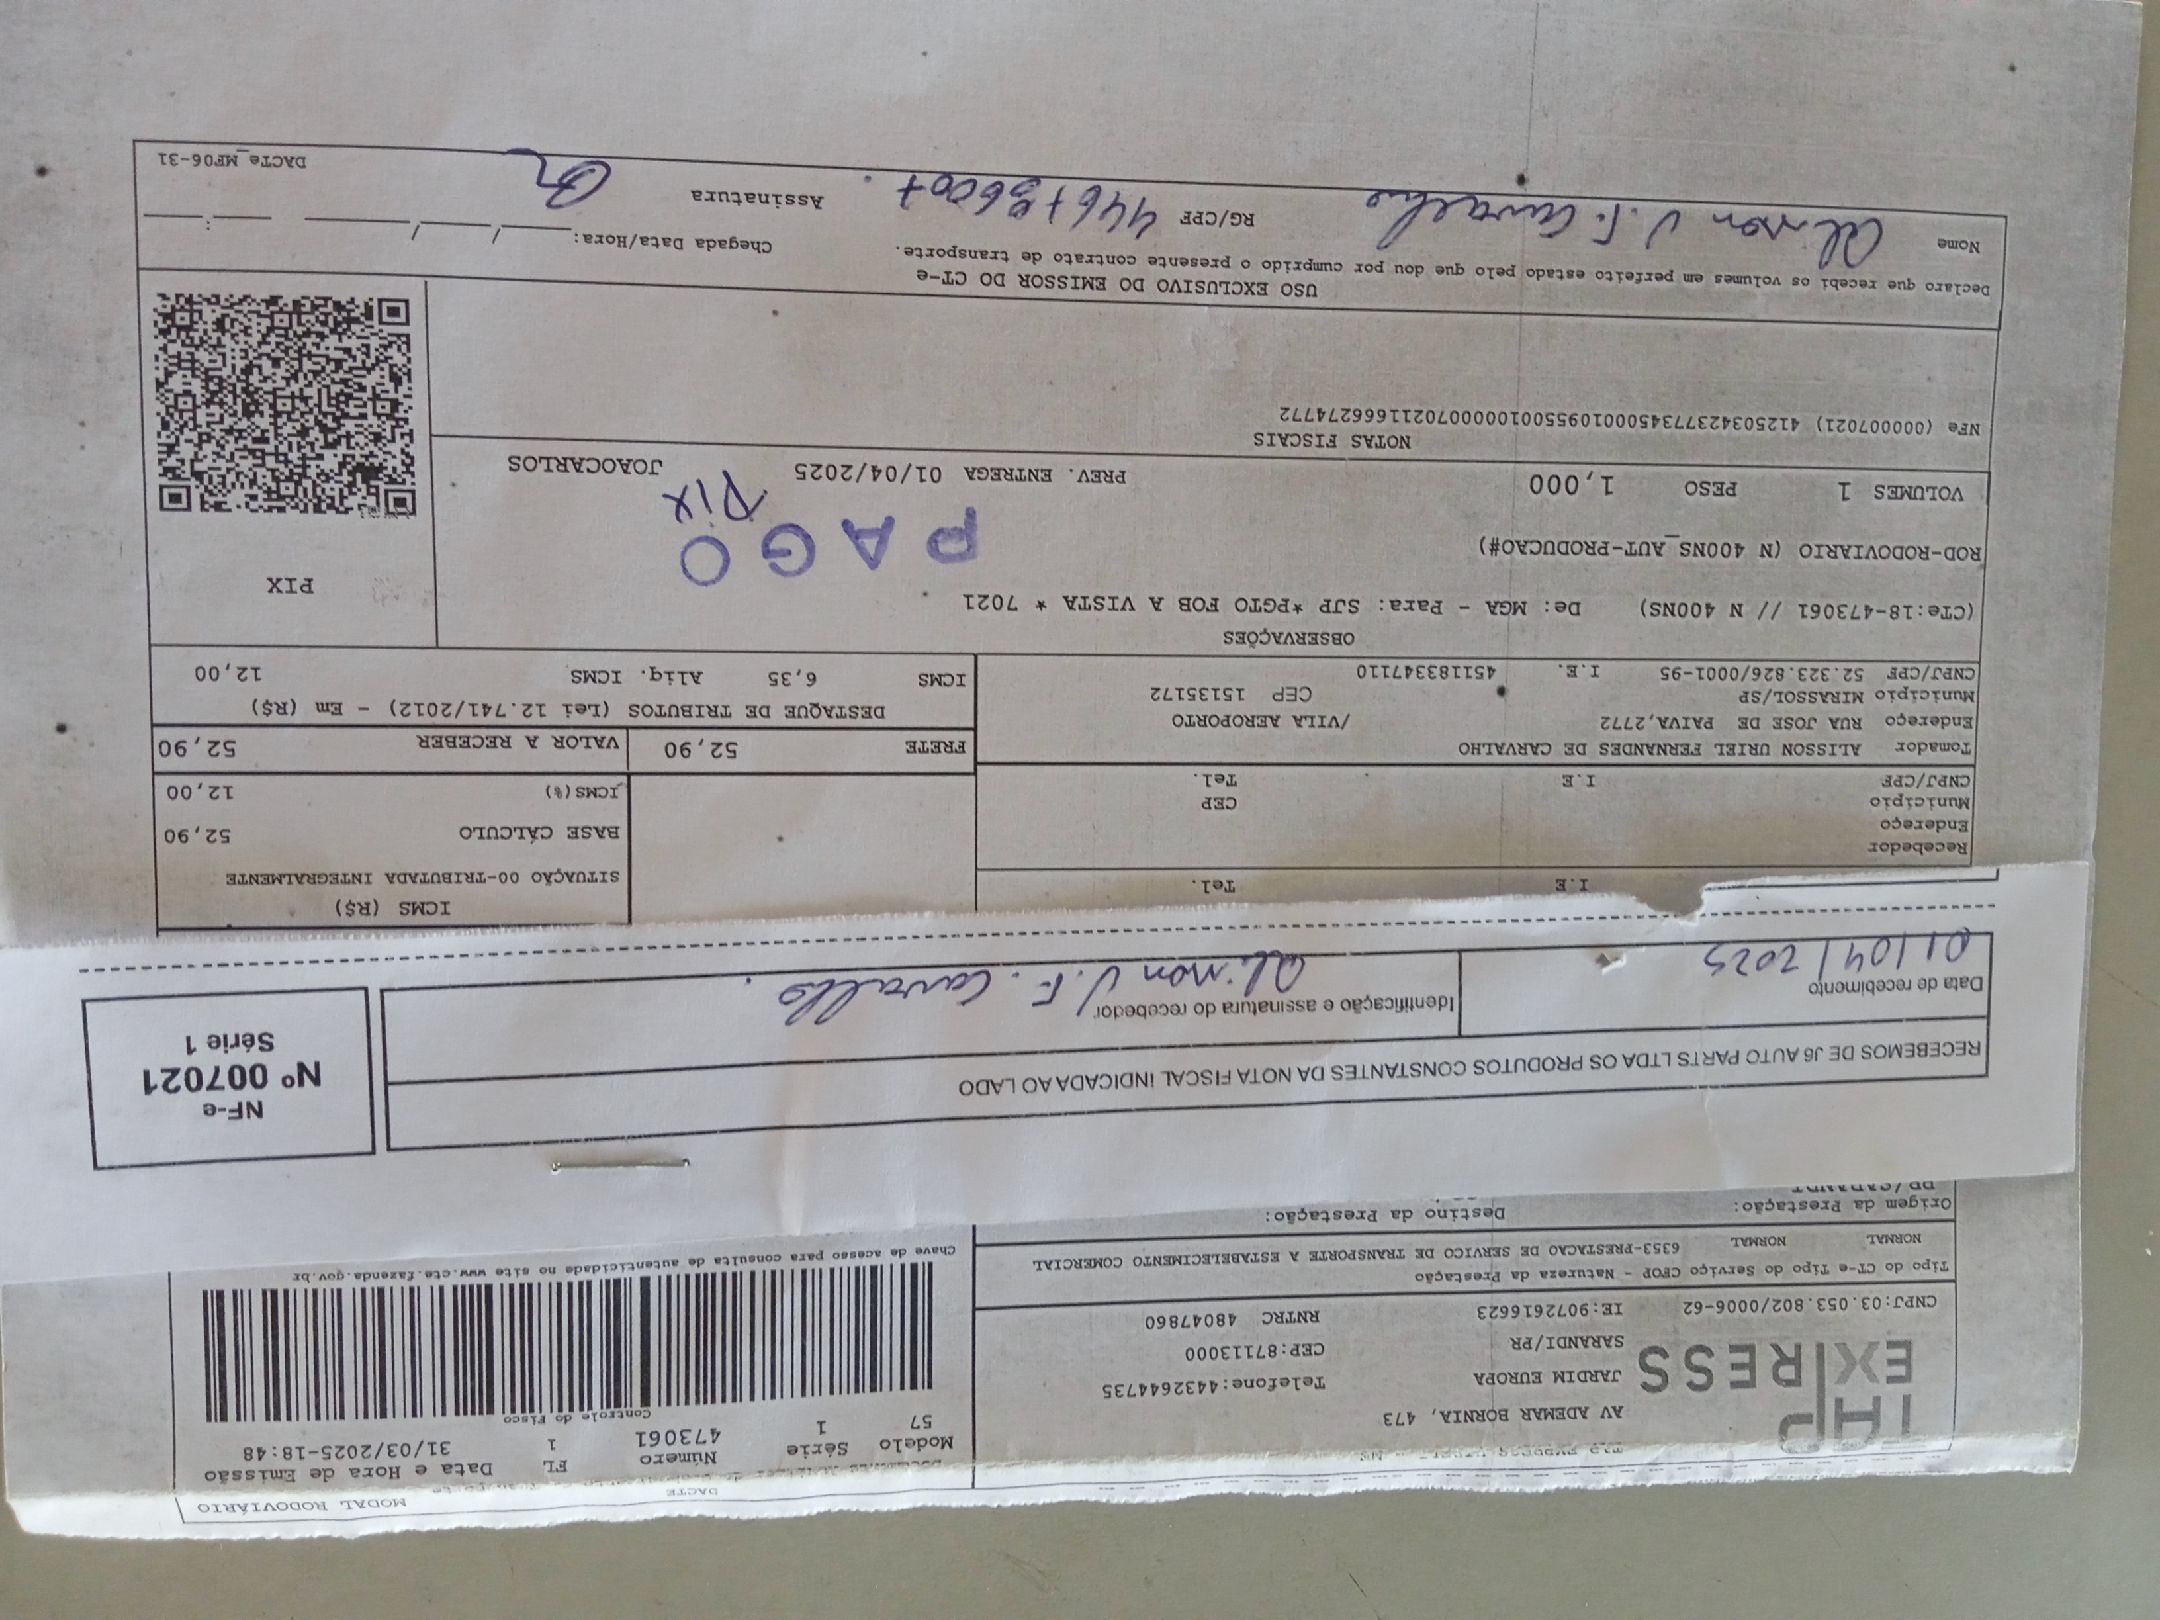 DACTE MODAL RODOVIÁRIO
THP
EXPRESS
AV ADEMAR BORNIA, 473
JARDIM EUROPA Telefone:4432644735
SARANDI/PR CEP:87113000
CNPJ:03.053.802/0006-62 IE:9072616623 RNTRC 48047860
Modelo Série Número FL Data e Hora de Emissão
57 1 473061 1 31/03/2025-18:48
Controle do Fisco
Chave de acesso para consulta de autenticidade no site www.cte.fazenda.gov.br
Tipo do CT-e Tipo do Serviço CFOP - Natureza da Prestação
NORMAL NORMAL 6353-PRESTACAO DE SERVICO DE TRANSPORTE A ESTABELECIMENTO COMERCIAL
Origem da Prestação: Destino da Prestação:
RECEBEMOS DE J6 AUTO PARTS LTDA OS PRODUTOS CONSTANTES DA NOTA FISCAL INDICADA AO LADO
Data de recebimento Identificação e assinatura do recebedor
01/04/2025 Alisson U. F. Carvalho.
NF-e
Nº 007021
Série 1
I.E Tel.
Recebedor
Endereço
Município CEP
CNPJ/CPF I.E Tel.
ICMS (R$)
SITUAÇÃO 00-TRIBUTADA INTEGRALMENTE
BASE CÁLCULO 52,90
ICMS(%) 12,00
Tomador ALISSON URIEL FERNANDES DE CARVALHO
Endereço RUA JOSE DE PAIVA,2772 /VILA AEROPORTO
Município MIRASSOL/SP CEP 15135172
CNPJ/CPF 52.323.826/0001-95 I.E. 451183347110
FRETE 52,90 VALOR A RECEBER 52,90
DESTAQUE DE TRIBUTOS (Lei 12.741/2012) - Em (R$)
ICMS 6,35 Aliq. ICMS 12,00
OBSERVAÇÕES
(CTe:18-473061 // N 400NS) De: MGA - Para: SJP *PGTO FOB A VISTA * 7021
ROD-RODOVIARIO (N 400NS_AUT-PRODUCAO#)
PAGO
Pix
PIX
VOLUMES 1 PESO 1,000 PREV. ENTREGA 01/04/2025 JOAOCARLOS
NOTAS FISCAIS
NFe (000007021) 41250342377345000109550010000070211666274772
USO EXCLUSIVO DO EMISSOR DO CT-e
Declaro que recebi os volumes em perfeito estado pelo que dou por cumprido o presente contrato de transporte.
Chegada Data/Hora: ____/____/____ ____:____
Nome Alisson U. F. Carvalho RG/CPF Assinatura
DACTe_MF06-31